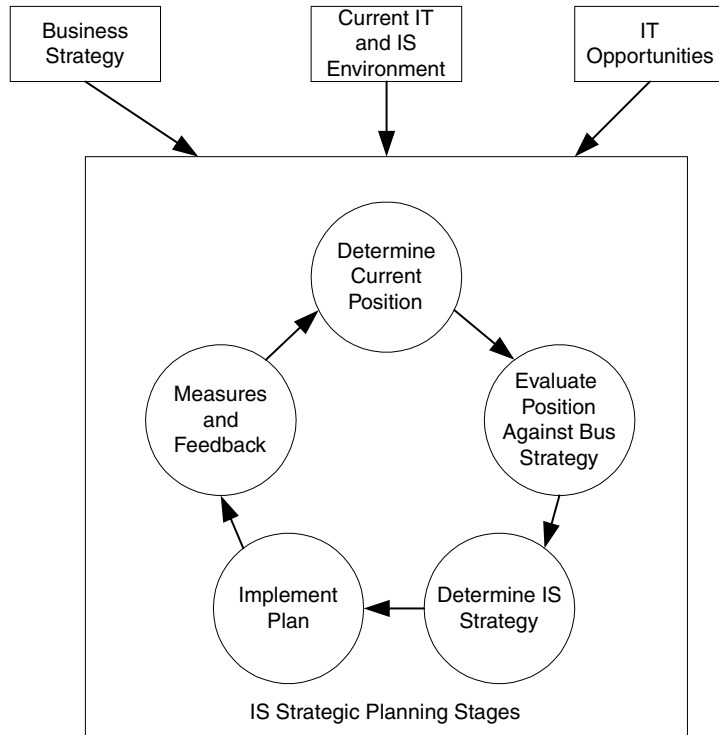 Business
Strategy
Current IT
and IS
Environment
IT
Opportunities
Determine
Current
Position
Measures
and
Feedback
Evaluate
Position
Against Bus
Strategy
Implement
Plan
Determine IS
Strategy
IS Strategic Planning Stages